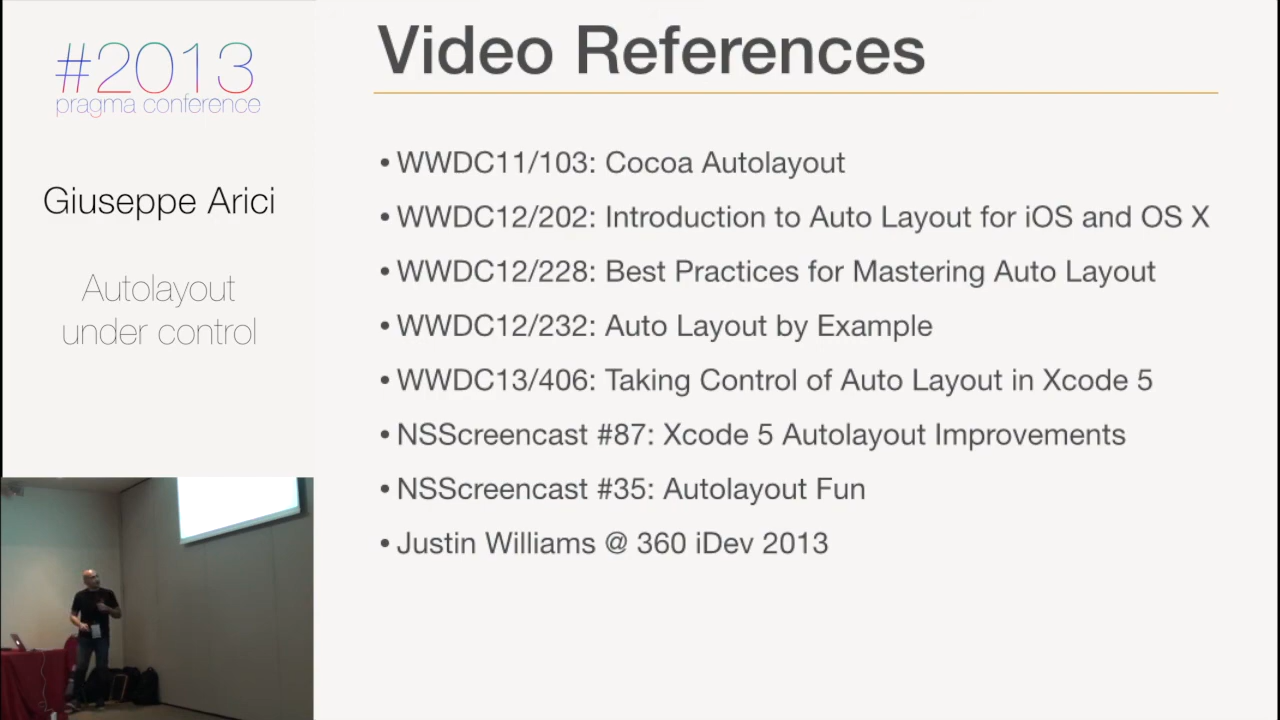 #2013
pragma conference
Giuseppe Arici
Autolayout
under control
Video References
• WWDC11/103: Cocoa Autolayout
• WWDC12/202: Introduction to Auto Layout for iOS and OS X
• WWDC12/228: Best Practices for Mastering Auto Layout
• WWDC12/232: Auto Layout by Example
• WWDC13/406: Taking Control of Auto Layout in Xcode 5
• NSScreencast #87: Xcode 5 Autolayout Improvements
• NSScreencast #35: Autolayout Fun
• Justin Williams @ 360 iDev 2013